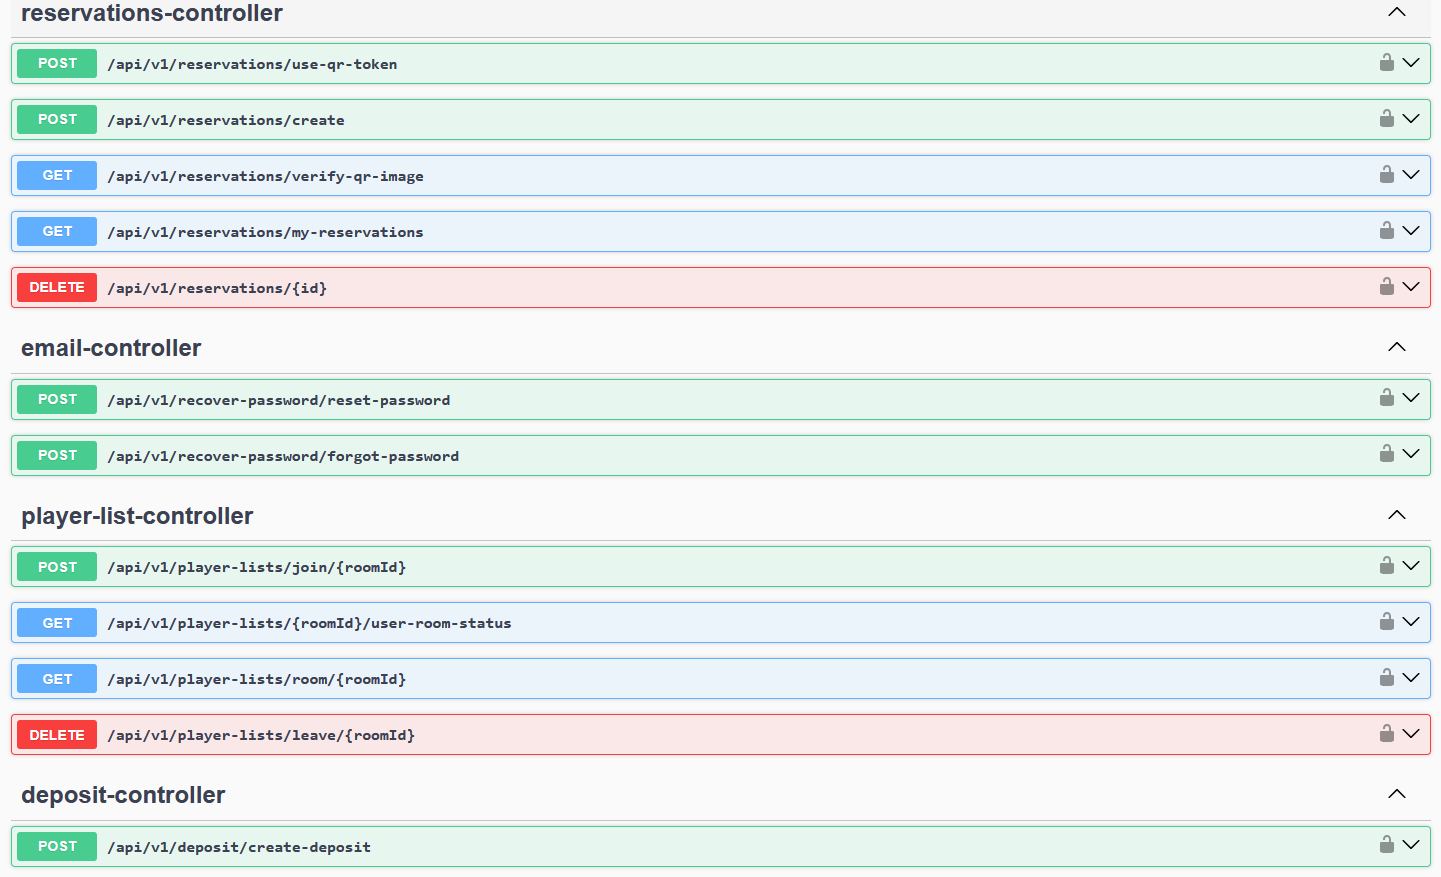 reservations-controller
POST /api/v1/reservations/use-qr-token
POST /api/v1/reservations/create
GET /api/v1/reservations/verify-qr-image
GET /api/v1/reservations/my-reservations
DELETE /api/v1/reservations/{id}
email-controller
POST /api/v1/recover-password/reset-password
POST /api/v1/recover-password/forgot-password
player-list-controller
POST /api/v1/player-lists/join/{roomId}
GET /api/v1/player-lists/{roomId}/user-room-status
GET /api/v1/player-lists/room/{roomId}
DELETE /api/v1/player-lists/leave/{roomId}
deposit-controller
POST /api/v1/deposit/create-deposit